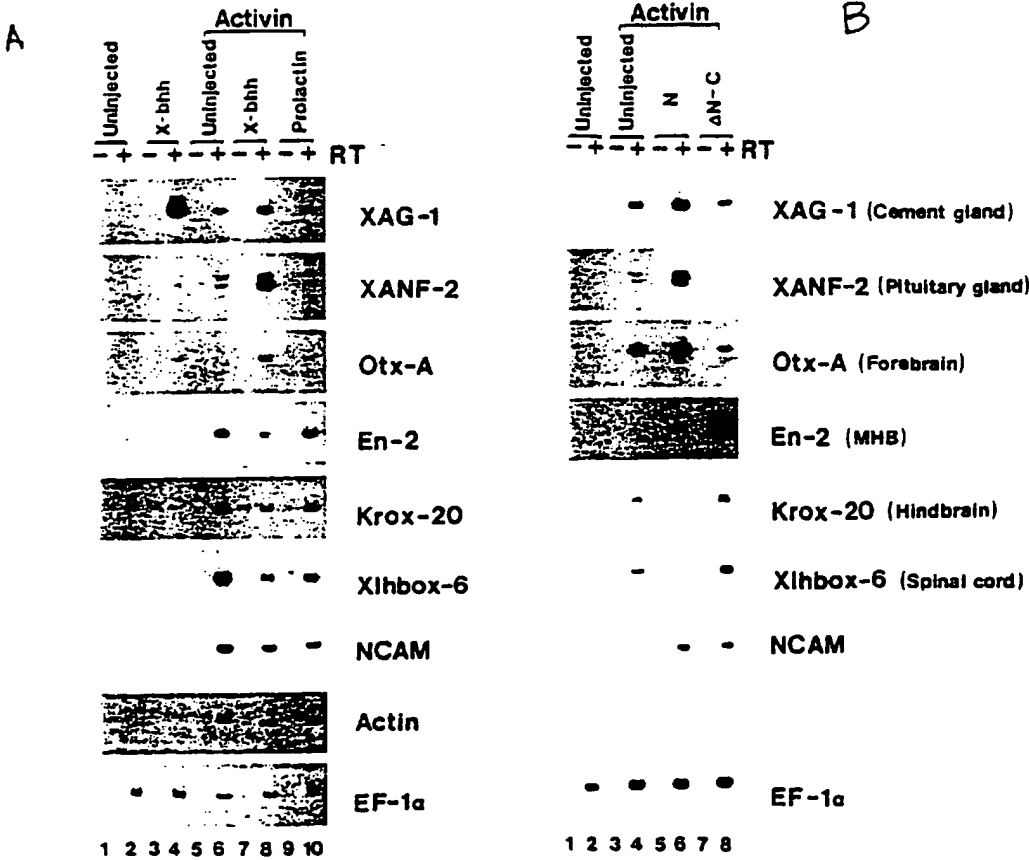 A
Activin
Uninjected
X-bhh
Uninjected
X-bhh
Prolactin
- + - + - + - + - + RT
XAG-1
XANF-2
Otx-A
En-2
Krox-20
Xlhbox-6
NCAM
Actin
EF-1α
1 2 3 4 5 6 7 8 9 10
B
Activin
Uninjected
Uninjected
N
ΔN-C
- + - + - + - + RT
XAG-1 (Cement gland)
XANF-2 (Pituitary gland)
Otx-A (Forebrain)
En-2 (MHB)
Krox-20 (Hindbrain)
Xlhbox-6 (Spinal cord)
NCAM
EF-1α
1 2 3 4 5 6 7 8